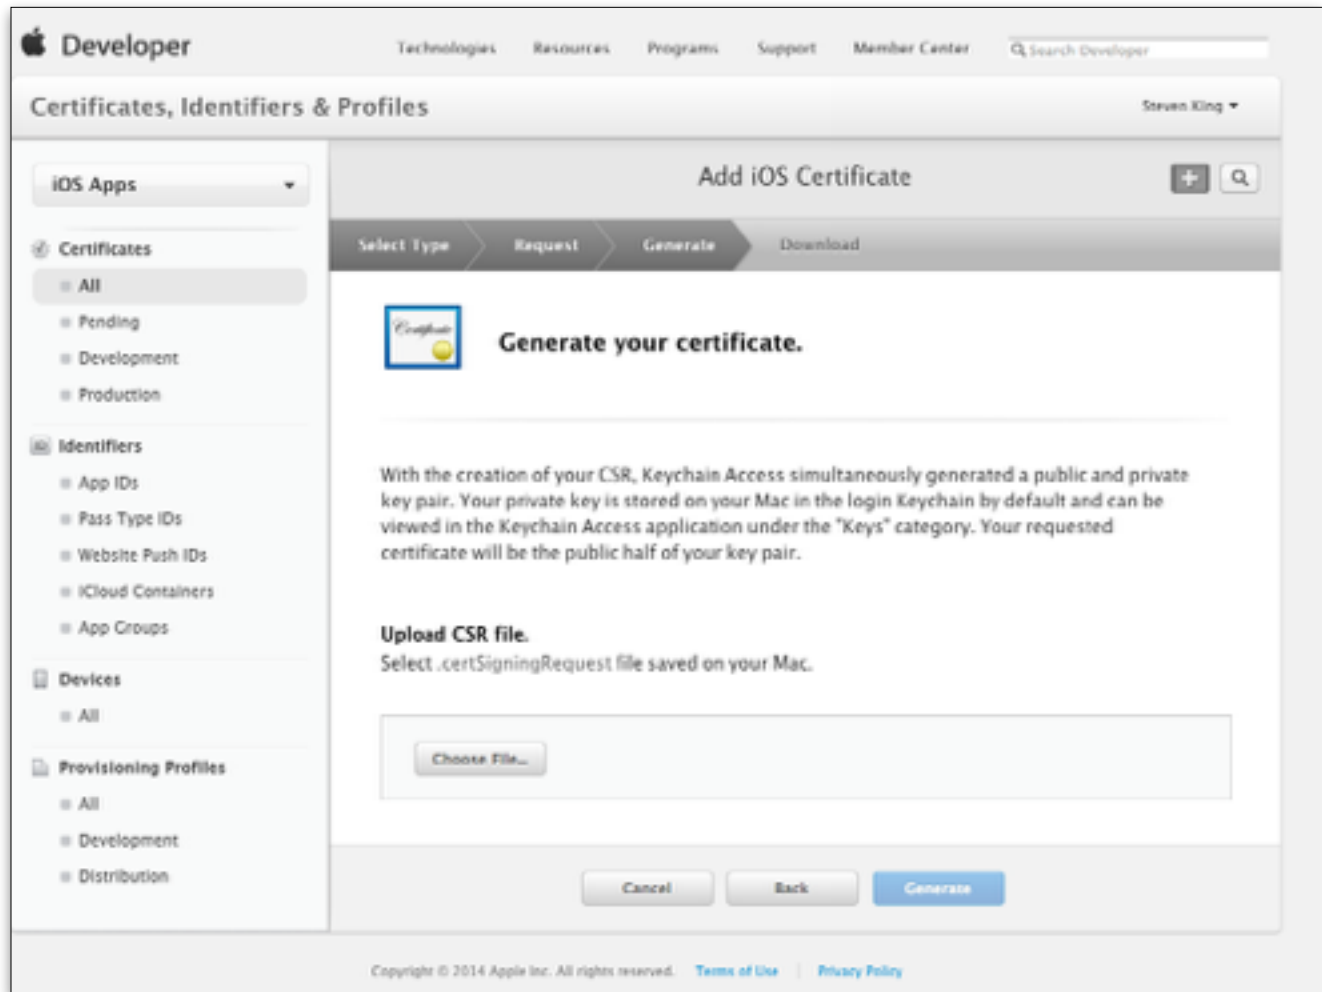 Developer
Technologies Resources Programs Support Member Center Search Developer
Certificates, Identifiers & Profiles
Steven King
iOS Apps
Add iOS Certificate
Select Type Request Generate Download
Certificates
All
Pending
Development
Production
Identifiers
App IDs
Pass Type IDs
Website Push IDs
iCloud Containers
App Groups
Devices
All
Provisioning Profiles
All
Development
Distribution
Certificate
Generate your certificate.
With the creation of your CSR, Keychain Access simultaneously generated a public and private
key pair. Your private key is stored on your Mac in the login Keychain by default and can be
viewed in the Keychain Access application under the "Keys" category. Your requested
certificate will be the public half of your key pair.
Upload CSR file.
Select .certSigningRequest file saved on your Mac.
Choose File...
Cancel Back Generate
Copyright © 2014 Apple Inc. All rights reserved. Terms of Use Privacy Policy